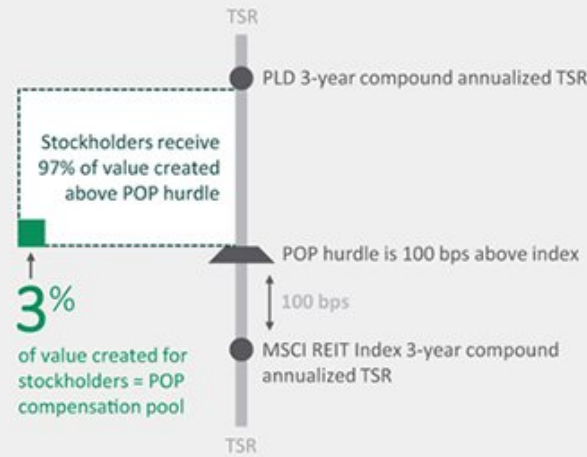 TSR
PLD 3-year compound annualized TSR
Stockholders receive
97% of value created
above POP hurdle
POP hurdle is 100 bps above index
100 bps
3%
of value created for
stockholders = POP
compensation pool
MSCI REIT Index 3-year compound
annualized TSR
TSR